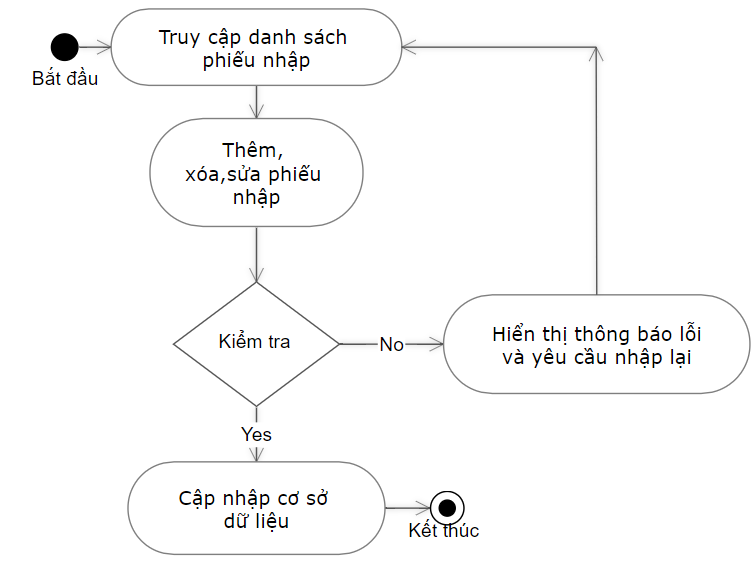 Truy cập danh sách
phiếu nhập
Bắt đầu
Thêm,
xóa,sửa phiếu
nhập
Kiểm tra
No
Hiển thị thông báo lỗi
và yêu cầu nhập lại
Yes
Cập nhập cơ sở
dữ liệu
Kết thúc